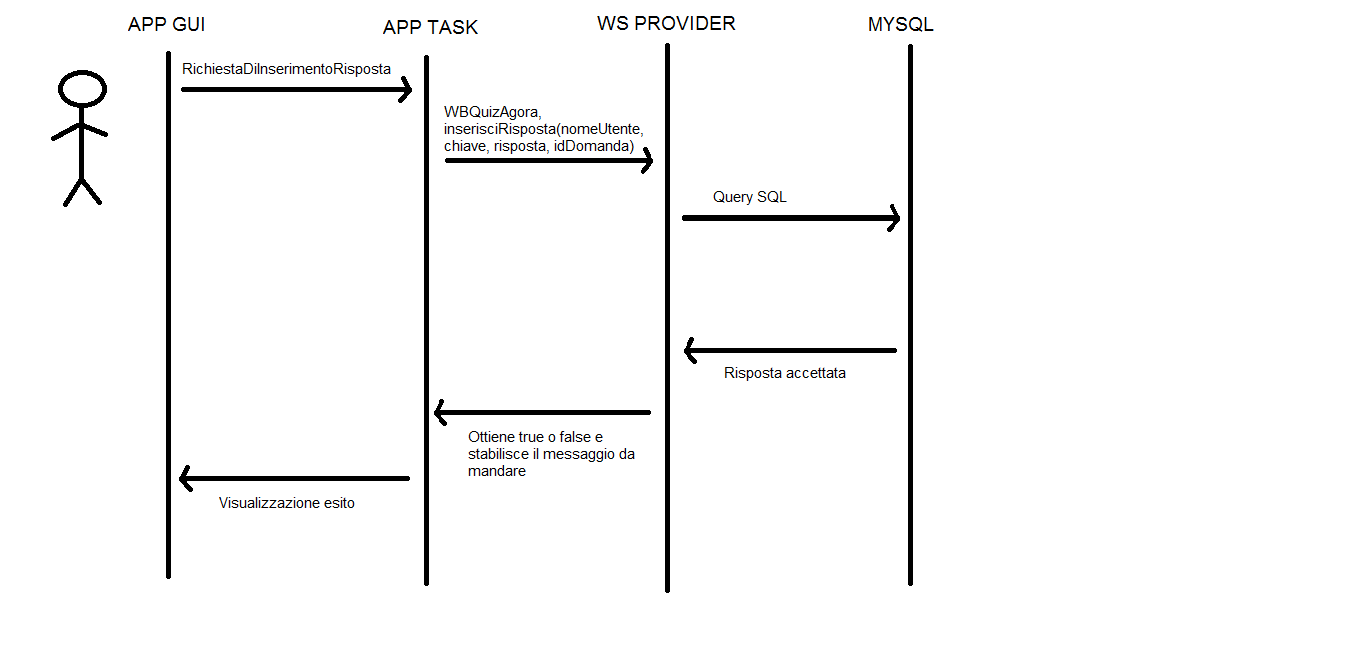 APP GUI
APP TASK
WS PROVIDER
MYSQL
RichiestaDiInserimentoRisposta
WBQuizAgora,
inserisciRisposta(nomeUtente,
chiave, risposta, idDomanda)
Query SQL
Risposta accettata
Ottiene true o false e
stabilisce il messaggio da
mandare
Visualizzazione esito